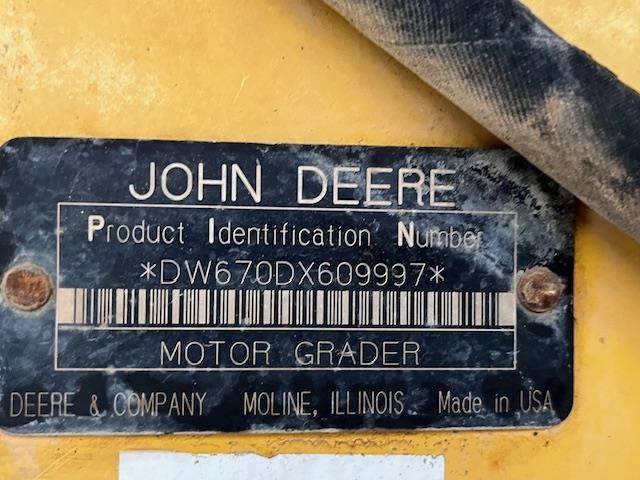 JOHN DEERE
Product Identification Number
*DW670DX609997*
MOTOR GRADER
DEERE & COMPANY MOLINE, ILLINOIS Made in USA